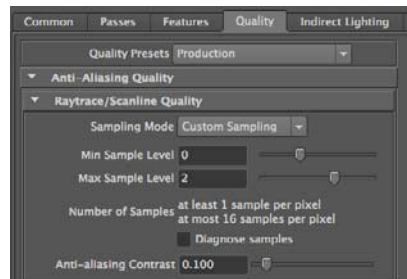 Common Passes Features Quality Indirect Lighting
Quality Presets Production
Anti-Aliasing Quality
Raytrace/Scanline Quality
Sampling Mode Custom Sampling
Min Sample Level 0
Max Sample Level 2
Number of Samples at least 1 sample per pixel
at most 16 samples per pixel
Diagnose samples
Anti-aliasing Contrast 0.100